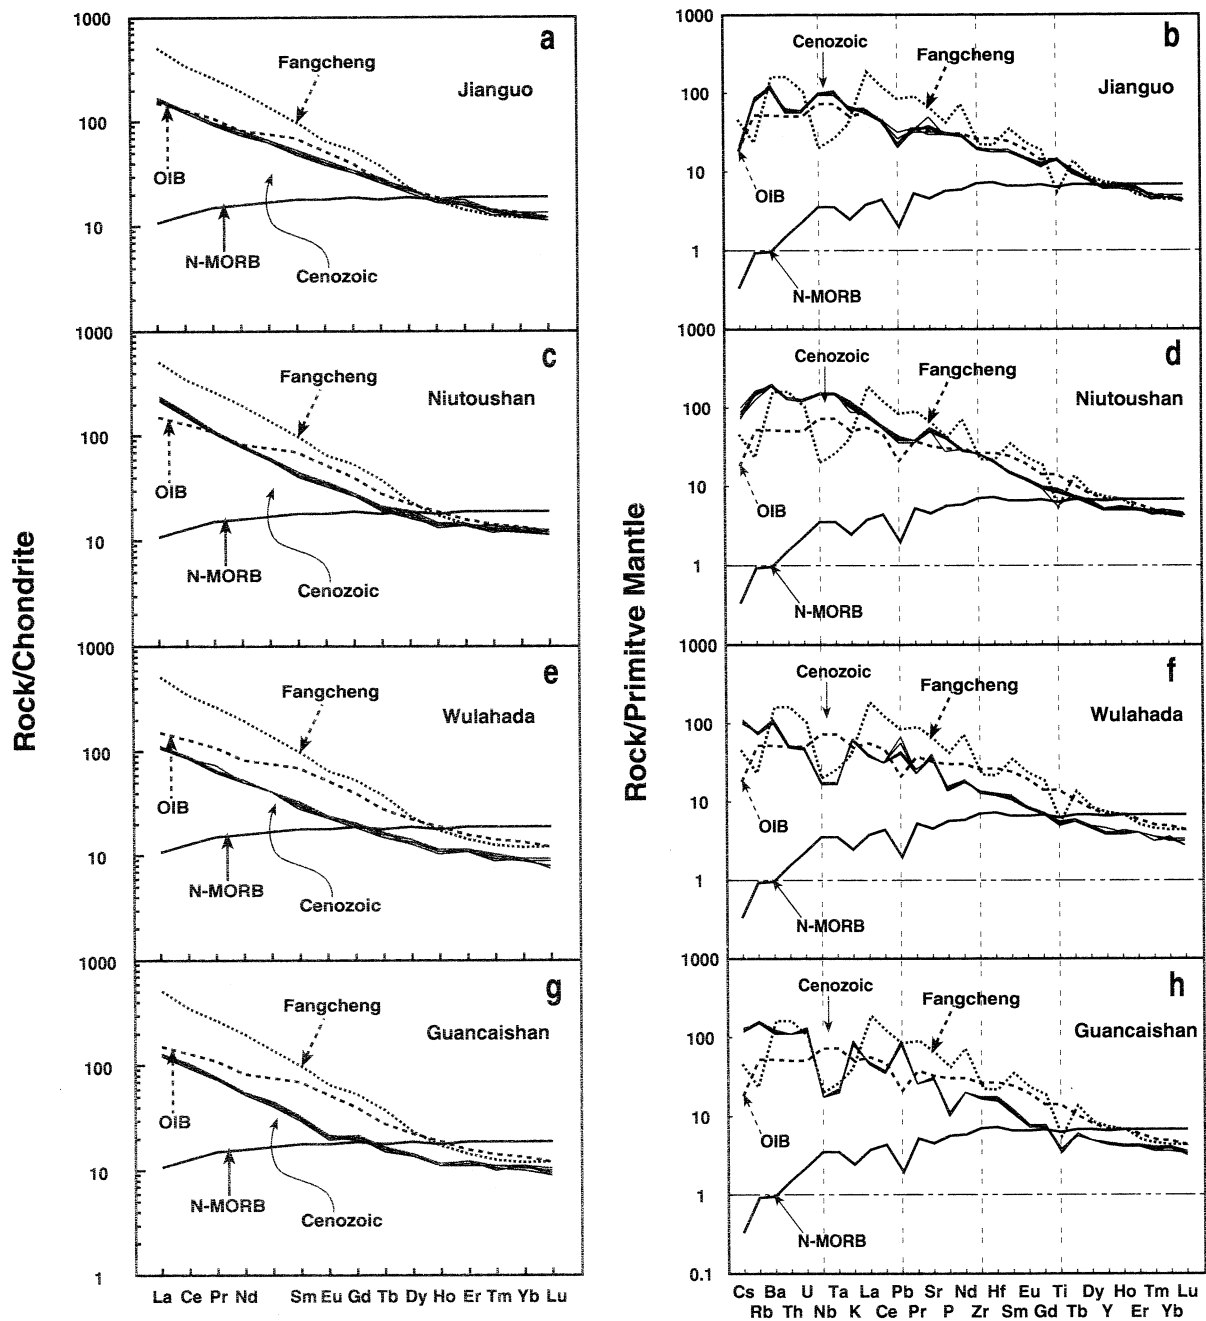 1000
a
Fangcheng
Jianguo
100
OIB
10
N-MORB
Cenozoic
1000
c
Fangcheng
Niutoushan
100
OIB
10
N-MORB
Cenozoic
1000
e
Fangcheng
Wulahada
100
OIB
10
N-MORB
Cenozoic
1000
g
Fangcheng
Guancaishan
100
OIB
10
N-MORB
Cenozoic
1
La Ce Pr Nd Sm Eu Gd Tb Dy Ho Er Tm Yb Lu
Rock/Chondrite
1000
b
Cenozoic
Fangcheng
Jianguo
100
10
OIB
1
N-MORB
1000
d
Cenozoic
Fangcheng
Niutoushan
100
10
OIB
1
N-MORB
1000
f
Cenozoic
Fangcheng
Wulahada
100
10
OIB
1
N-MORB
1000
h
Cenozoic
Fangcheng
Guancaishan
100
10
OIB
1
N-MORB
0.1
Cs Ba U Ta La Pb Sr Nd Hf Eu Ti Dy Ho Tm Lu
Rb Th Nb K Ce Pr P Zr Sm Gd Tb Y Er Yb
Rock/Primitve Mantle